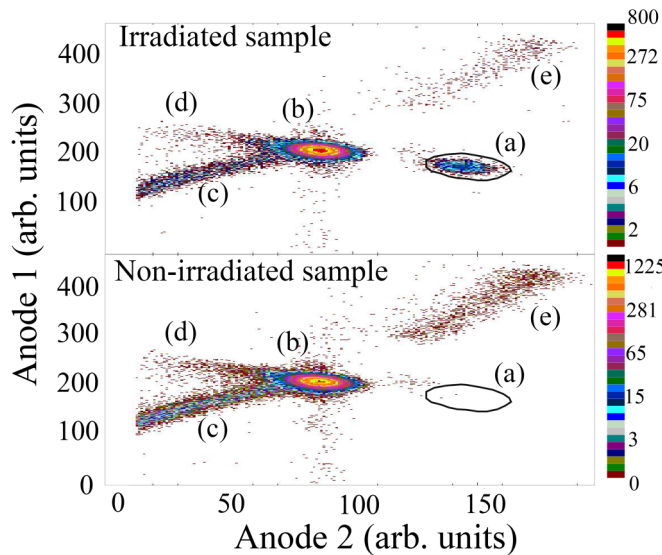 Irradiated sample
(a)
(b)
(c)
(d)
(e)
400
300
200
100
800
272
75
20
6
2
Non-irradiated sample
(a)
(b)
(c)
(d)
(e)
400
300
200
100
0
1225
281
65
15
3
0
0
50
100
150
Anode 1 (arb. units)
Anode 2 (arb. units)